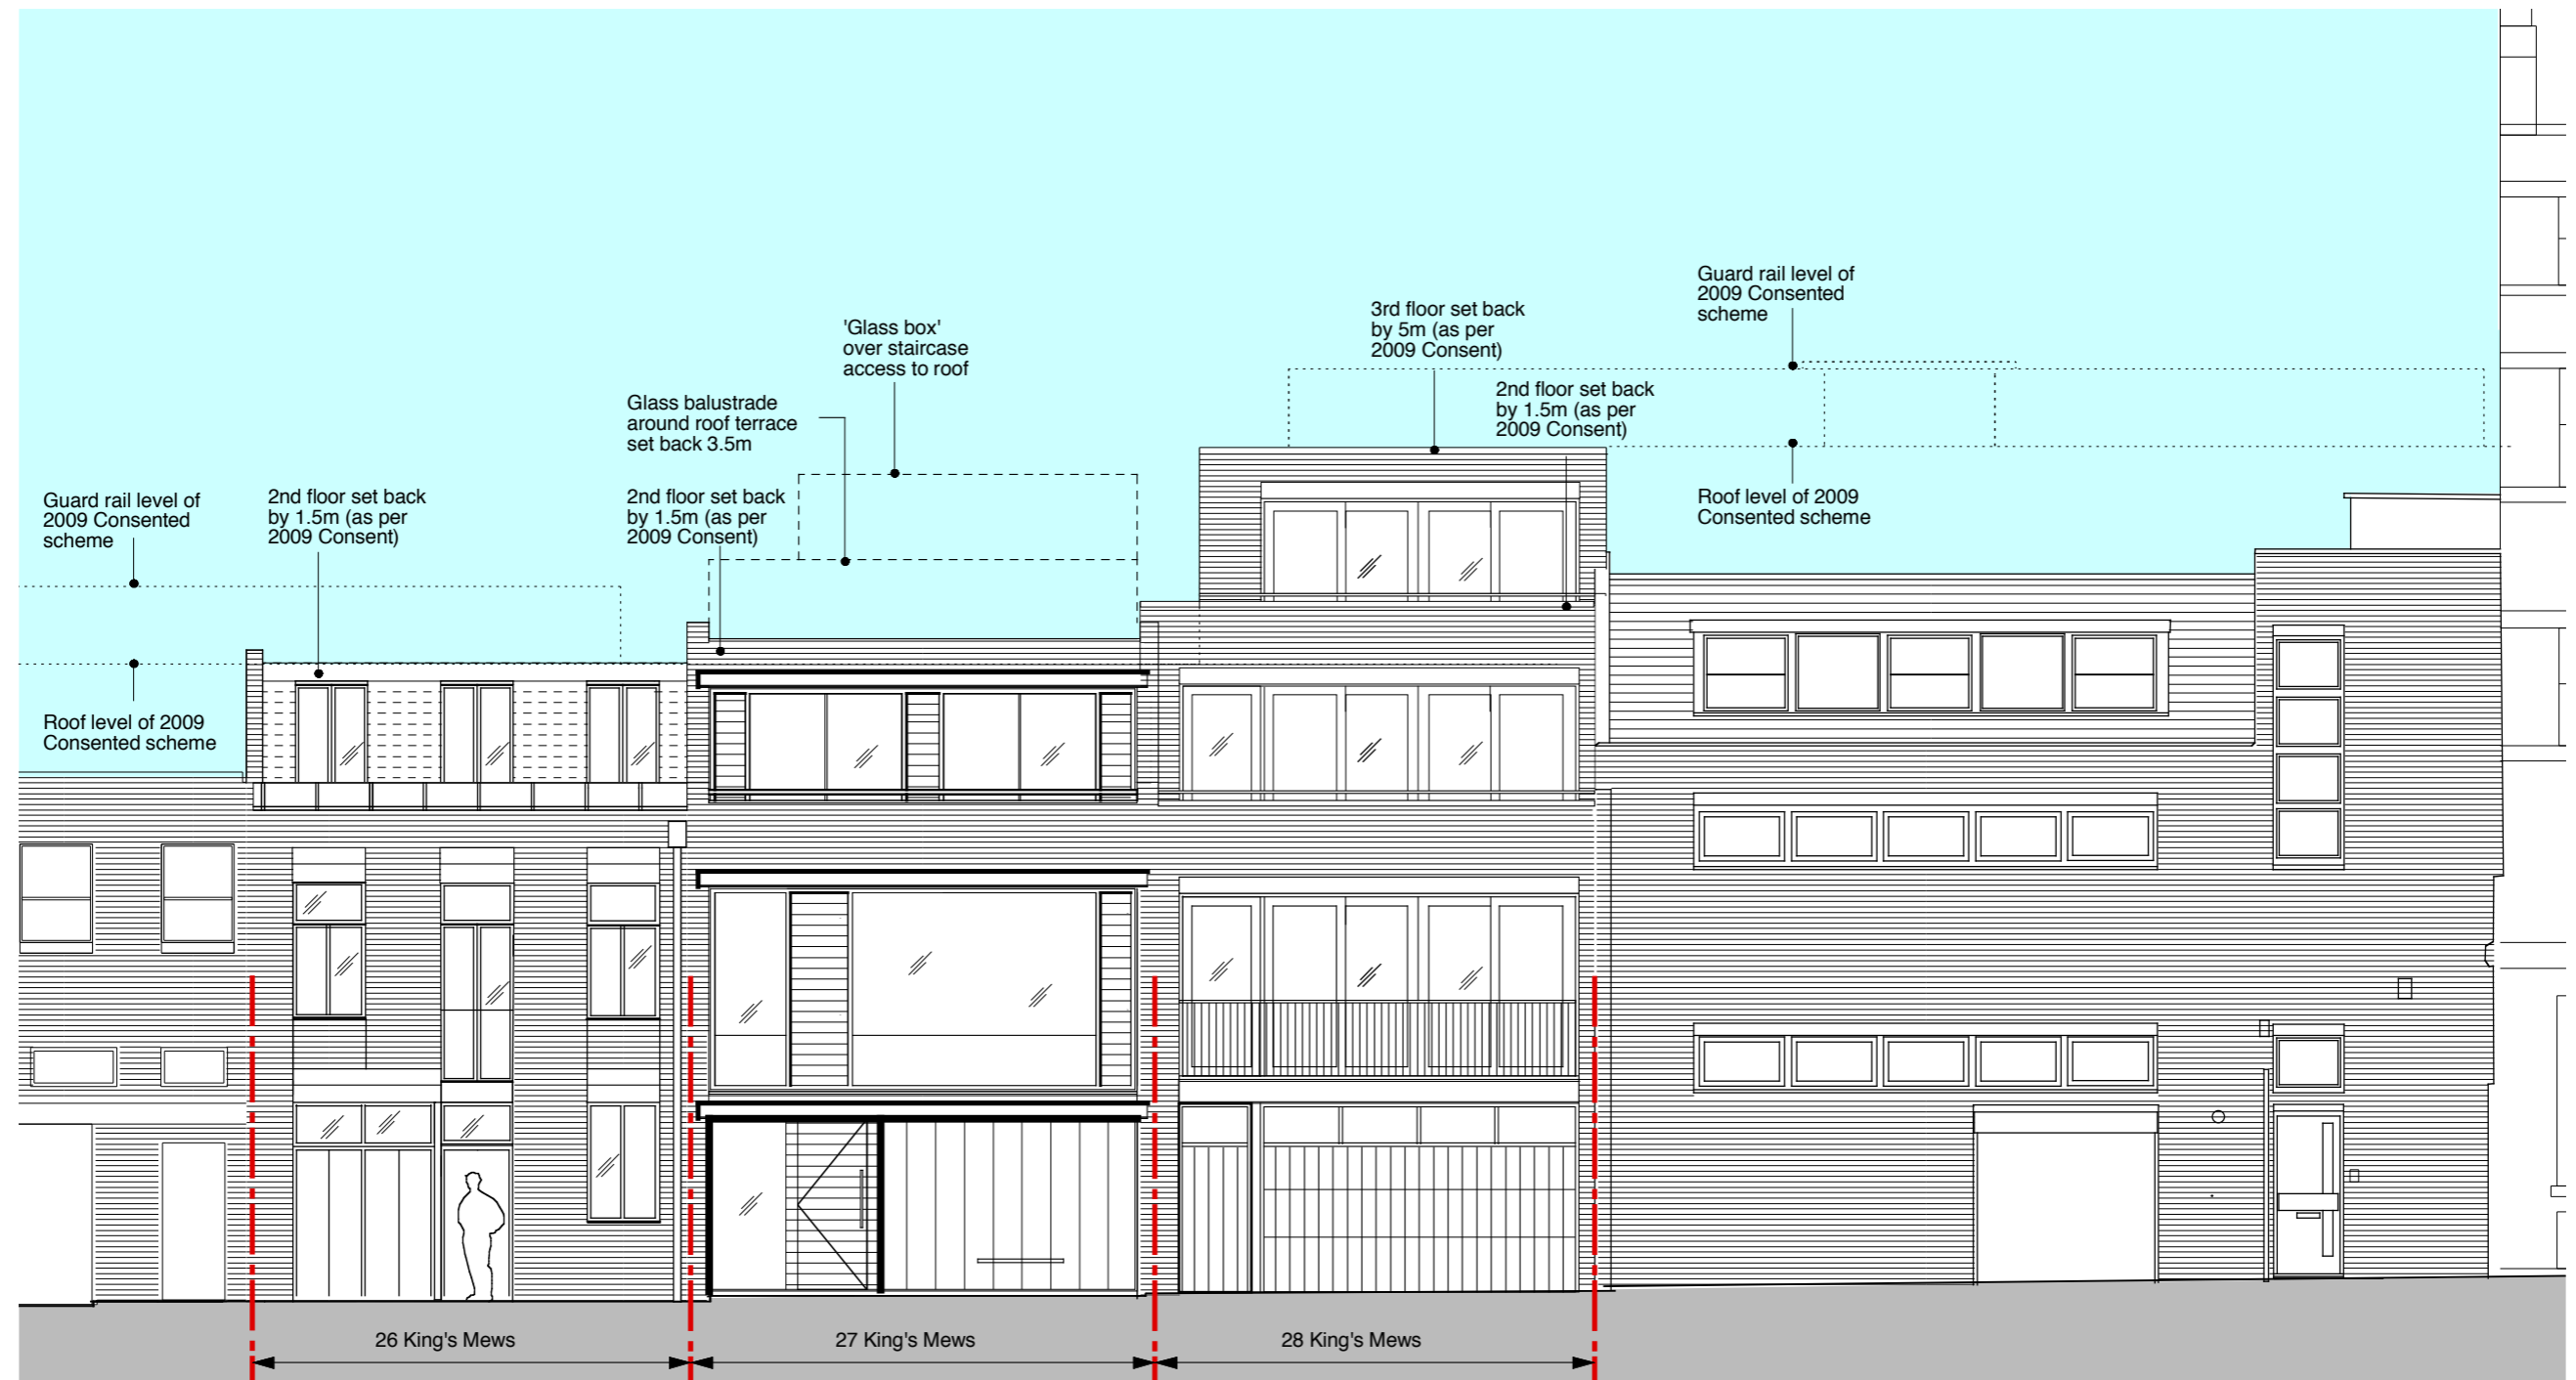 Guard rail level of
2009 Consented
scheme
3rd floor set back
by 5m (as per
2009 Consent)
'Glass box'
over staircase
access to roof
2nd floor set back
by 1.5m (as per
2009 Consent)
Glass balustrade
around roof terrace
set back 3.5m
Guard rail level of
2009 Consented
scheme
2nd floor set back
by 1.5m (as per
2009 Consent)
2nd floor set back
by 1.5m (as per
2009 Consent)
Roof level of 2009
Consented scheme
Roof level of 2009
Consented scheme
26 King's Mews
27 King's Mews
28 King's Mews